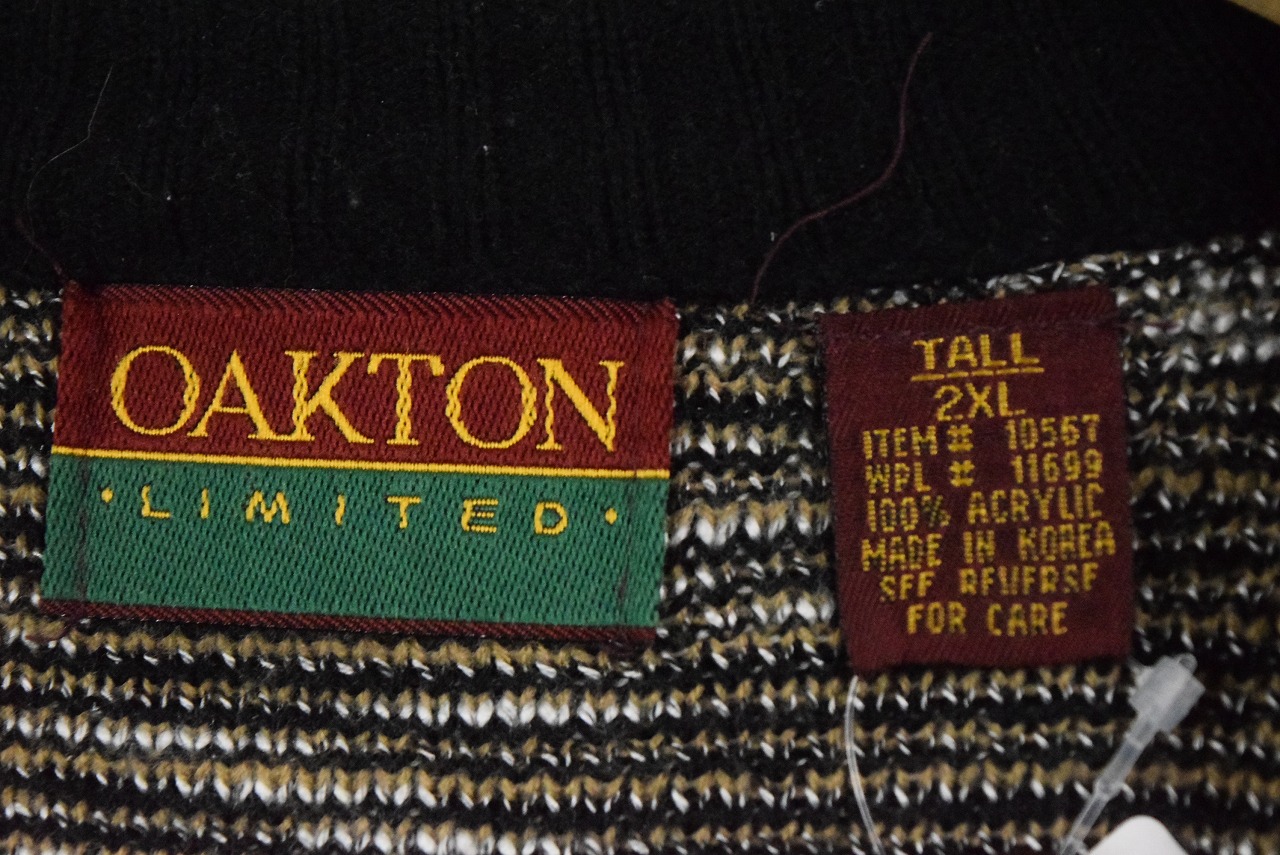 OAKTON
• LIMITED •
TALL
2XL
ITEM # 10567
WPL # 11699
100% ACRYLIC
MADE IN KOREA
SEE REVERSE
FOR CARE